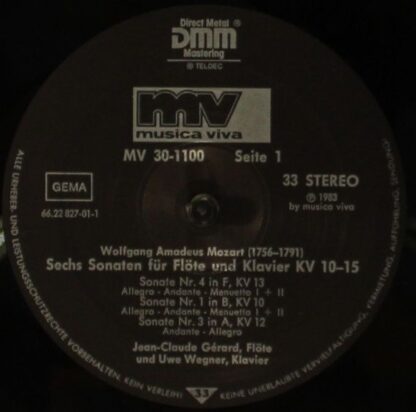 Direct Metal ®
DMM
Mastering
® TELDEC
mv
musica viva
MV 30-1100 Seite 1
GEMA
33 STEREO
℗ 1983
by musica viva
66.22 827-01-1
Wolfgang Amadeus Mozart (1756–1791)
Sechs Sonaten für Flöte und Klavier KV 10–15
Sonate Nr. 4 in F, KV 13
Allegro - Andante - Menuetto I + II
Sonate Nr. 1 in B, KV 10
Allegro - Andante - Menuetto I + II
Sonate Nr. 3 in A, KV 12
Andante - Allegro
Jean-Claude Gérard, Flöte
und Uwe Wegner, Klavier
33
ALLE URHEBER- UND LEISTUNGSSCHUTZRECHTE VORBEHALTEN. KEIN VERLEIH! KEINE UNERLAUBTE VERVIELFÄLTIGUNG, VERMIETUNG, AUFFÜHRUNG, SENDUNG!